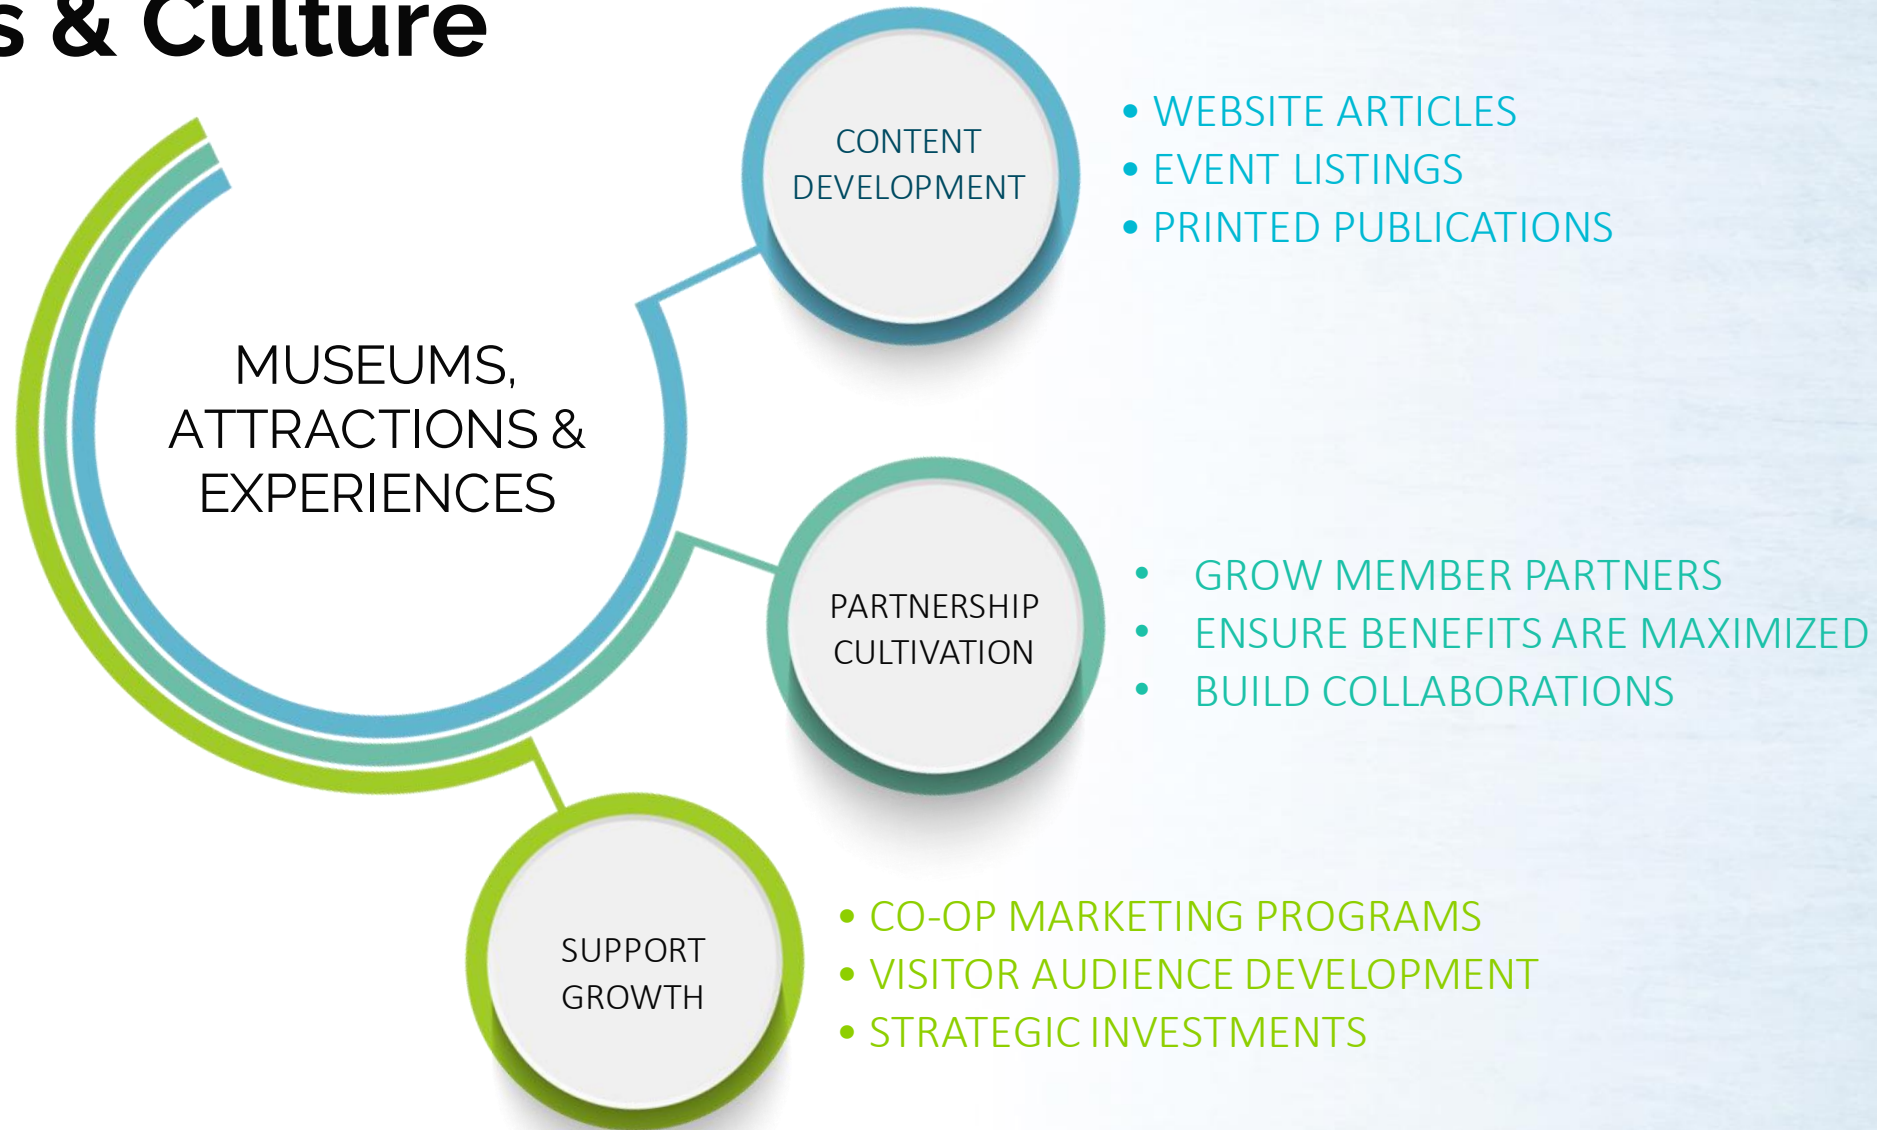 s & Culture
MUSEUMS,
ATTRACTIONS &
EXPERIENCES
CONTENT
DEVELOPMENT
• WEBSITE ARTICLES
• EVENT LISTINGS
• PRINTED PUBLICATIONS
PARTNERSHIP
CULTIVATION
• GROW MEMBER PARTNERS
• ENSURE BENEFITS ARE MAXIMIZED
• BUILD COLLABORATIONS
SUPPORT
GROWTH
• CO-OP MARKETING PROGRAMS
• VISITOR AUDIENCE DEVELOPMENT
• STRATEGIC INVESTMENTS